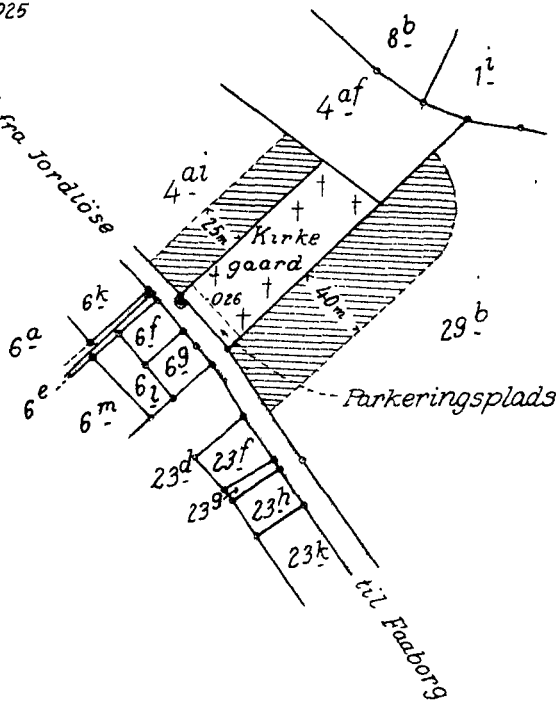 025
8b
1i
4af
fra Jordløse
4ai
25m
Kirke
gaard
026
40m
6k
6f
6a
6g
29b
6e
6l
6m
Parkeringsplads
23d
23f
23g
23h
23k
til Faaborg